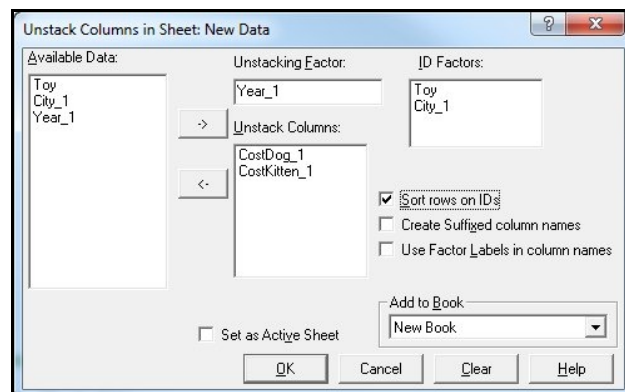 Unstack Columns in Sheet: New Data
Available Data:
Toy
City_1
Year_1
->
<-
Unstacking Factor:
Year_1
Unstack Columns:
CostDog_1
CostKitten_1
ID Factors:
Toy
City_1
Sort rows on IDs
Create Suffixed column names
Use Factor Labels in column names
Set as Active Sheet
Add to Book
New Book
OK
Cancel
Clear
Help